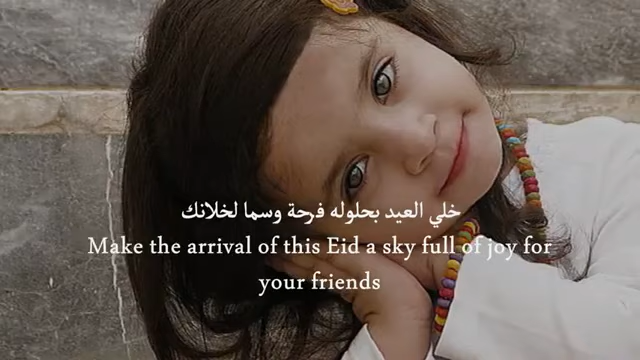 خلي العيد بحلوله فرحة وسما لخلانك
Make the arrival of this Eid a sky full of joy for
your friends